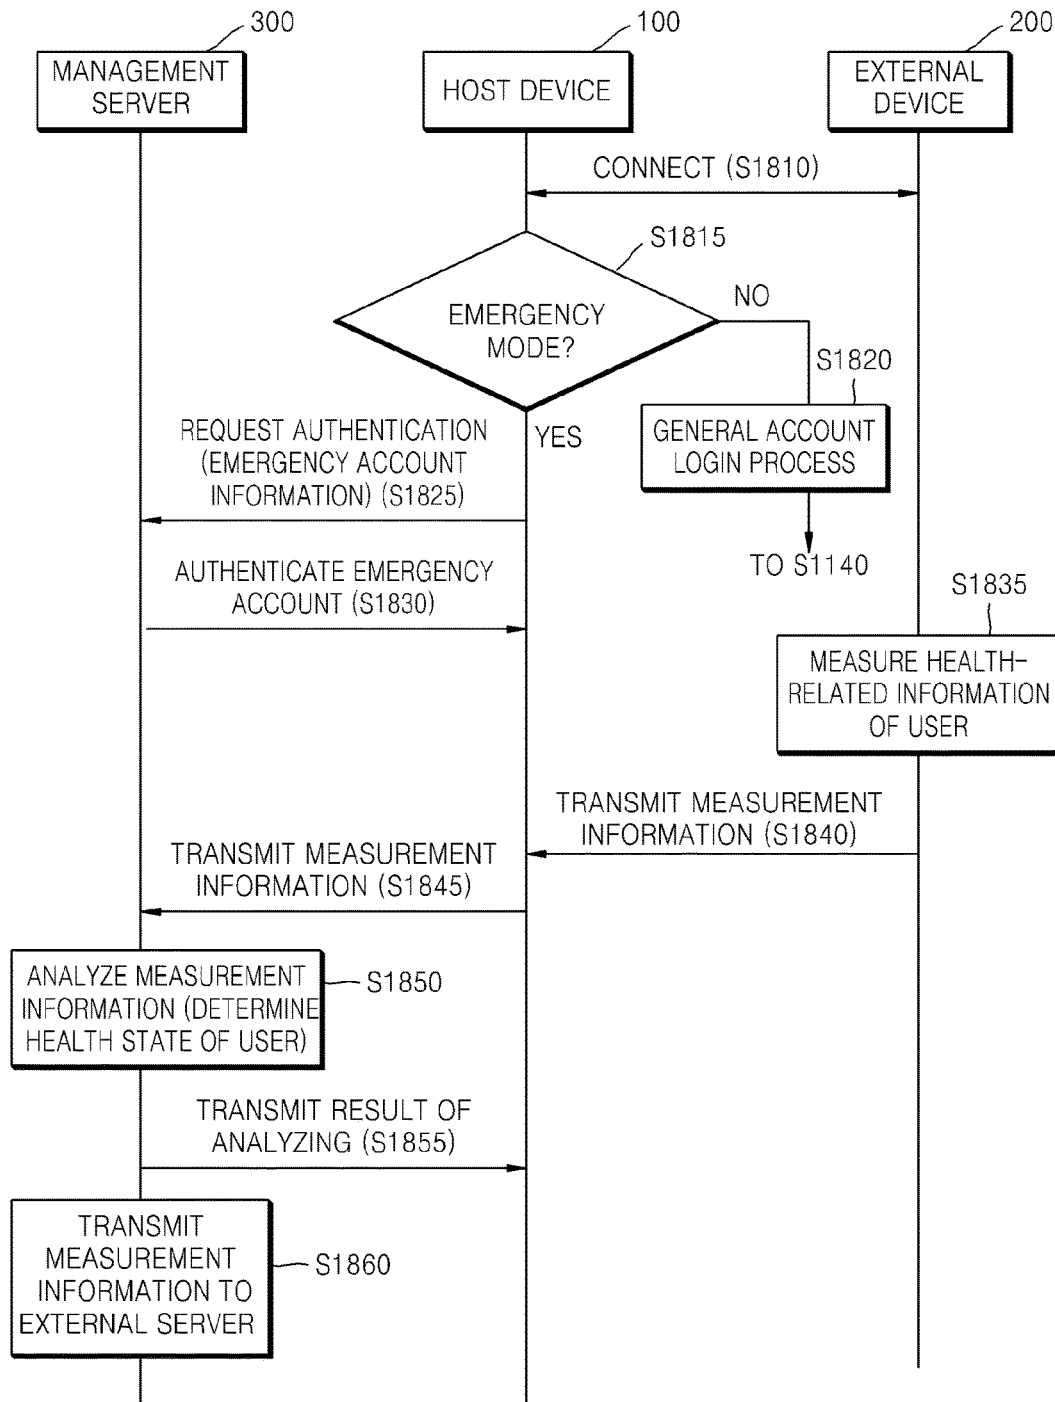 300
100
200
MANAGEMENT
SERVER
HOST DEVICE
EXTERNAL
DEVICE
CONNECT (S1810)
S1815
EMERGENCY
MODE?
NO
S1820
GENERAL ACCOUNT
LOGIN PROCESS
YES
REQUEST AUTHENTICATION
(EMERGENCY ACCOUNT
INFORMATION) (S1825)
TO S1140
AUTHENTICATE EMERGENCY
ACCOUNT (S1830)
S1835
MEASURE HEALTH-
RELATED INFORMATION
OF USER
TRANSMIT MEASUREMENT
INFORMATION (S1840)
TRANSMIT MEASUREMENT
INFORMATION (S1845)
ANALYZE MEASUREMENT
INFORMATION (DETERMINE
HEALTH STATE OF USER)
S1850
TRANSMIT RESULT OF
ANALYZING (S1855)
TRANSMIT
MEASUREMENT
INFORMATION TO
EXTERNAL SERVER
S1860